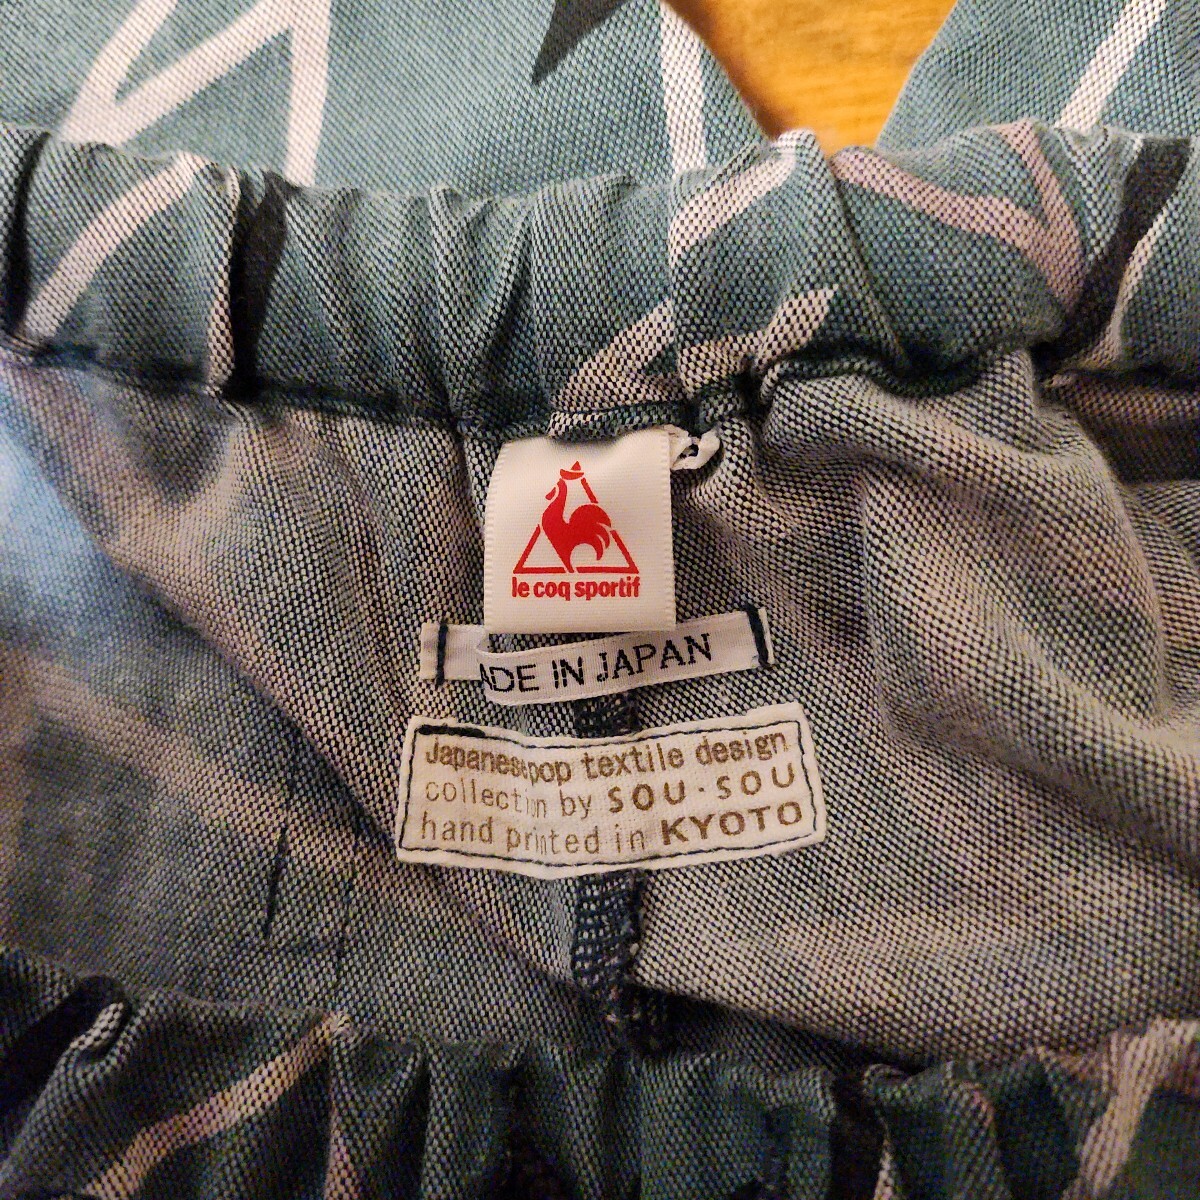 le coq sportif
ADE IN JAPAN
Japanese pop textile design
collection by SOU・SOU
hand printed in KYOTO